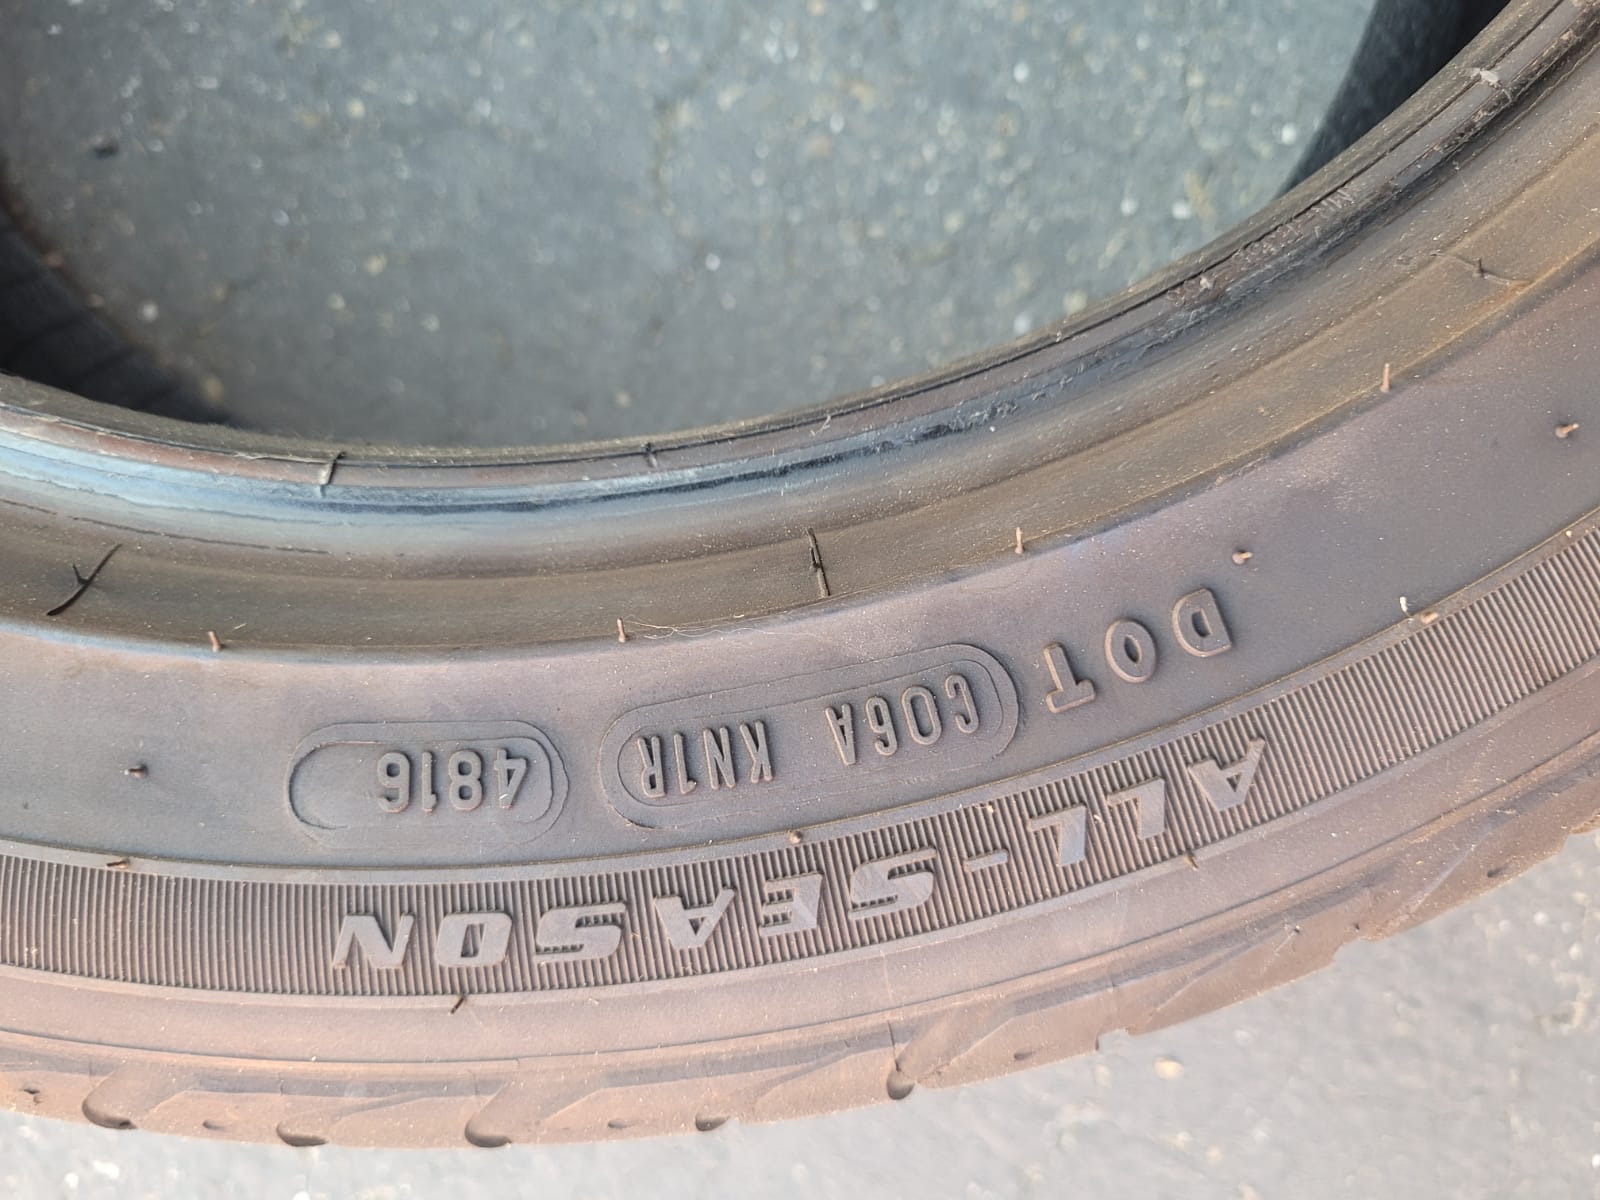 DOT C06A KN1R 4816
ALL-SEASON